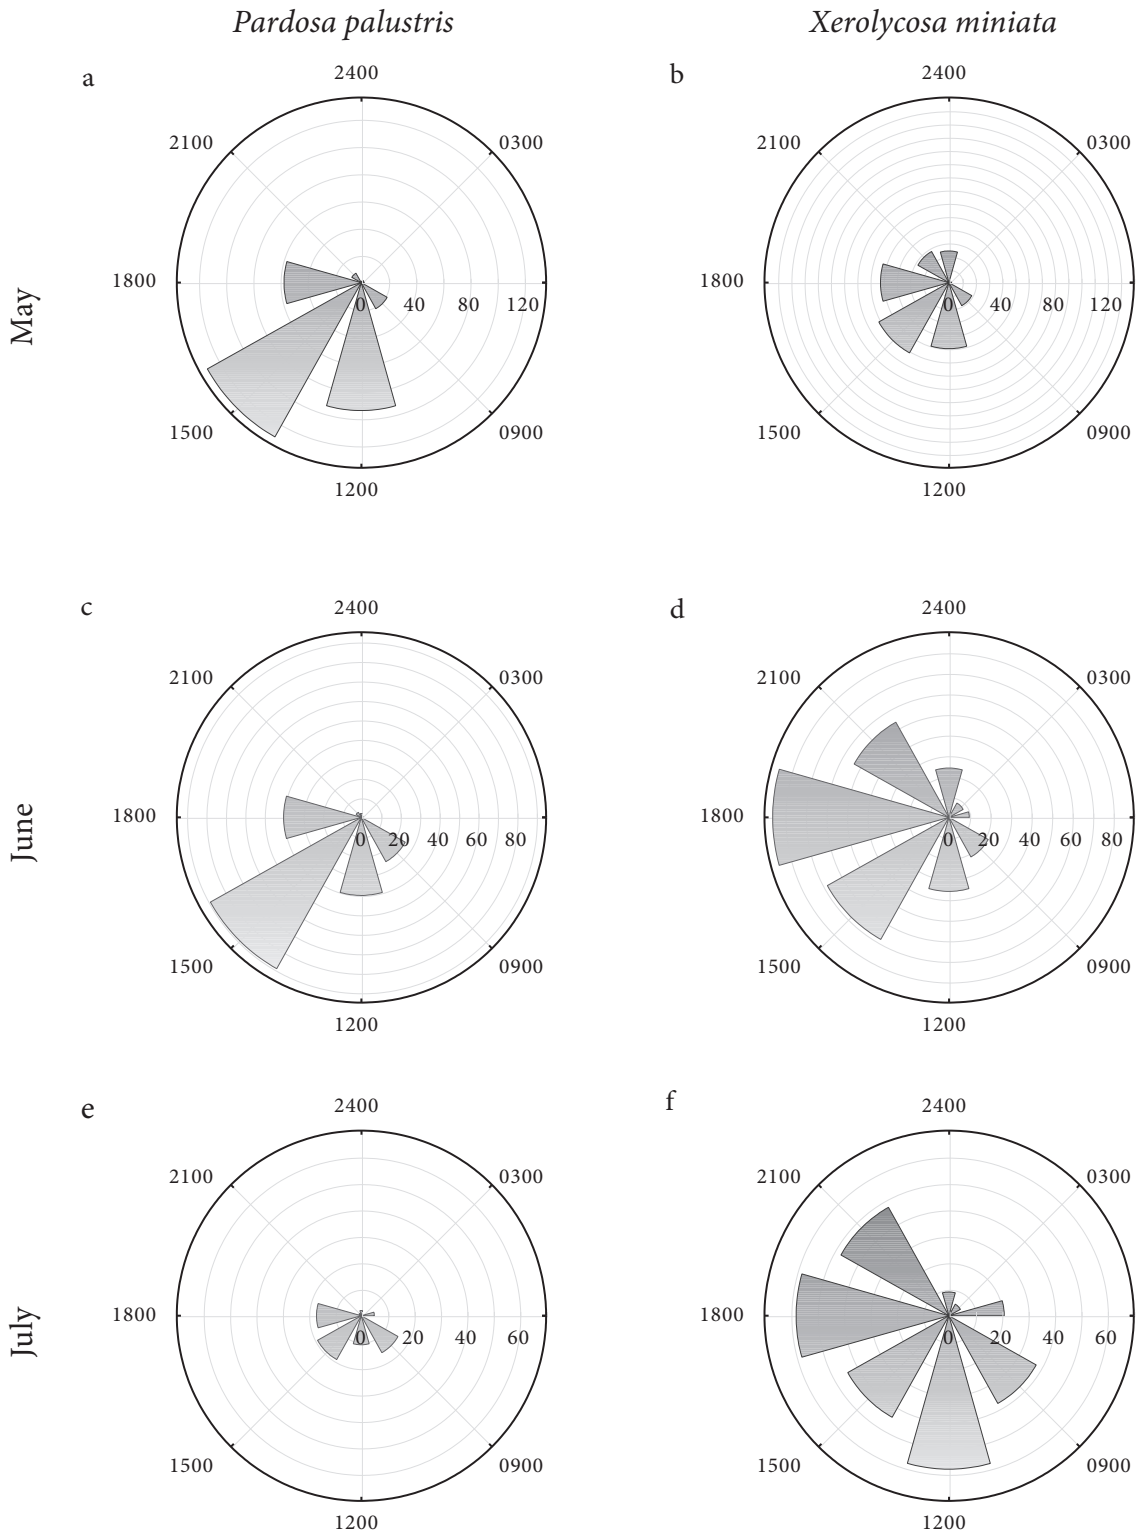 Pardosa palustris Xerolycosa miniata
a b
2400 2400
2100 0300 2100 0300
1800 0 40 80 120 1800 0 40 80 120
May
1500 0900 1500 0900
1200 1200
c d
2400 2400
2100 0300 2100 0300
1800 0 20 40 60 80 1800 0 20 40 60 80
June
1500 0900 1500 0900
1200 1200
e f
2400 2400
2100 0300 2100 0300
1800 0 20 40 60 1800 0 20 40 60
July
1500 0900 1500 0900
1200 1200